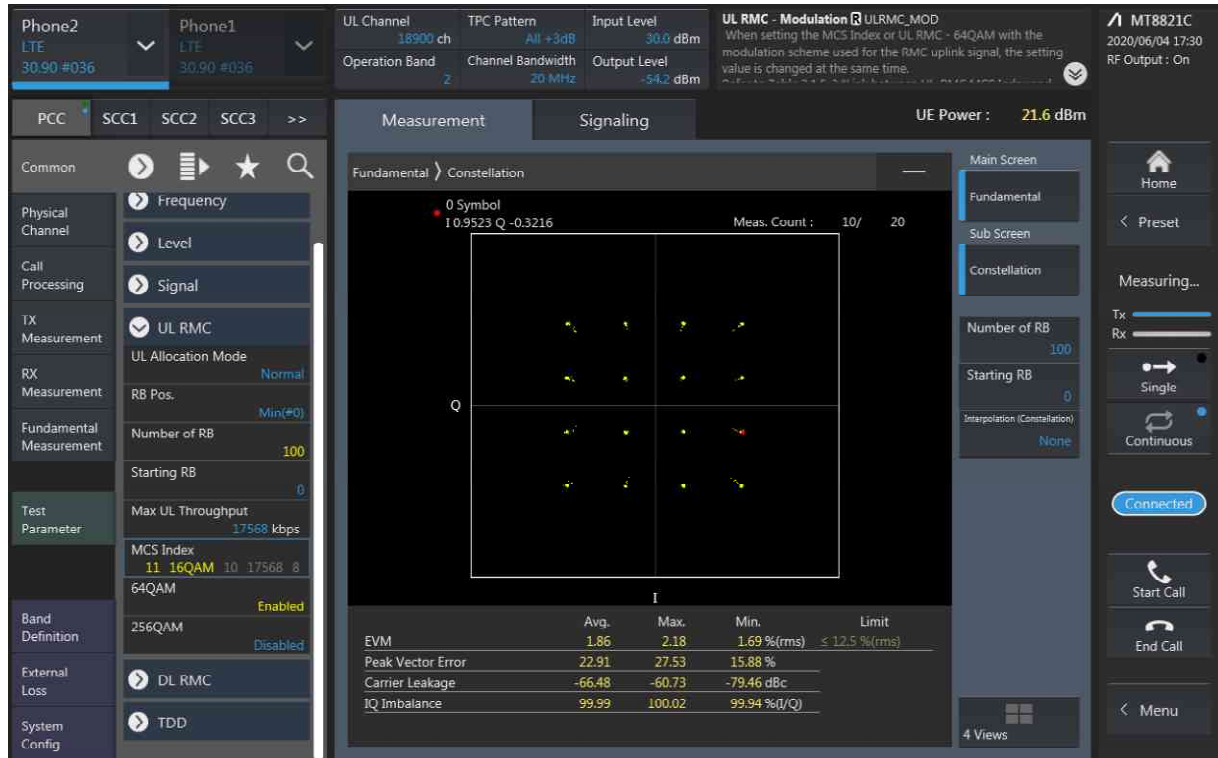 Phone2
LTE
30.90 #036
Phone1
LTE
30.90 #036
UL Channel
18900 ch
TPC Pattern
All +3dB
Input Level
30.0 dBm
Operation Band
2
Channel Bandwidth
20 MHz
Output Level
-54.2 dBm
UL RMC - Modulation R ULRMC_MOD
When setting the MCS Index or UL RMC - 64QAM with the
modulation scheme used for the RMC uplink signal, the setting
value is changed at the same time.
MT8821C
2020/06/04 17:30
RF Output : On
PCC SCC1 SCC2 SCC3 >>
Measurement
Signaling
UE Power : 21.6 dBm
Common
Physical
Channel
Call
Processing
TX
Measurement
RX
Measurement
Fundamental
Measurement
Test
Parameter
Band
Definition
External
Loss
System
Config
Frequency
Level
Signal
UL RMC
UL Allocation Mode
Normal
RB Pos.
Min(#0)
Number of RB
100
Starting RB
0
Max UL Throughput
17568 kbps
MCS Index
11 16QAM 10 17568 8
64QAM
Enabled
256QAM
Disabled
DL RMC
TDD
Fundamental 〉 Constellation
0 Symbol
I 0.9523 Q -0.3216
Meas. Count : 10/ 20
Q
I
Avg. Max. Min. Limit
EVM 1.86 2.18 1.69 %(rms) ≤ 12.5 %(rms)
Peak Vector Error 22.91 27.53 15.88 %
Carrier Leakage -66.48 -60.73 -79.46 dBc
IQ Imbalance 99.99 100.02 99.94 %(I/Q)
Main Screen
Fundamental
Sub Screen
Constellation
Number of RB
100
Starting RB
0
Interpolation (Constellation)
None
4 Views
Home
< Preset
Measuring...
Tx
Rx
Single
Continuous
Connected
Start Call
End Call
< Menu